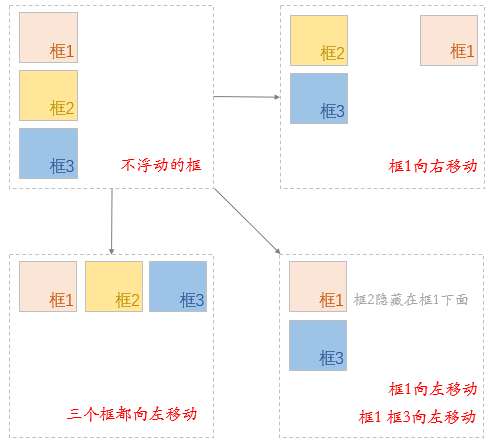 框1
框2
框3
不浮动的框
框2
框1
框3
框1向右移动
框1
框2
框3
三个框都向左移动
框1
框2隐藏在框1下面
框3
框1向左移动
框1 框3向左移动